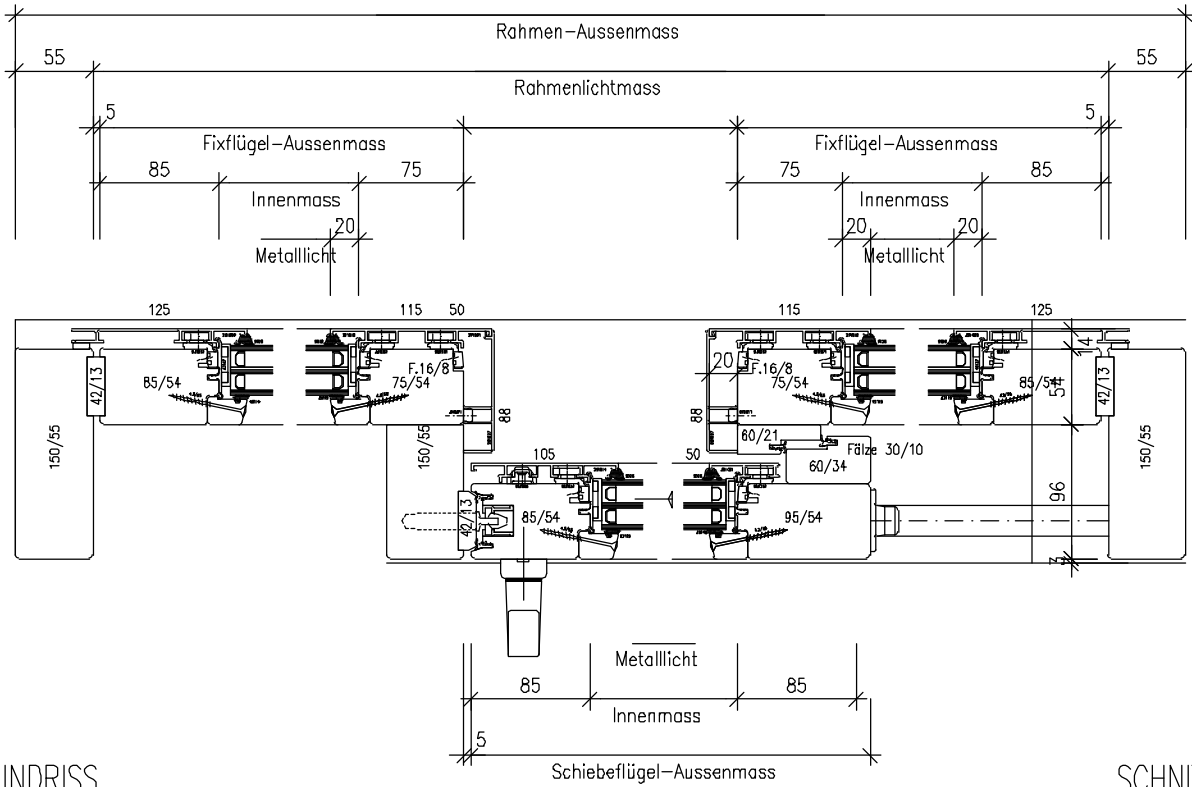 Rahmen-Aussenmass
55 55
Rahmenlichtmass
5 5
Fixflügel-Aussenmass Fixflügel-Aussenmass
85 75 75 85
Innenmass Innenmass
20 20 20
Metalllicht Metalllicht
125 115 50 115 125
14
20
F.16/8 F.16/8
42/13 85/54 75/54 75/54 85/54 54 42/13
88 88
150/55 150/55 60/21 Fälze 30/10 150/55
105 50 60/34
96
42/13 85/54 95/54
3
Metalllicht
85 85
Innenmass
5
Schiebeflügel-Aussenmass
INDRISS SCHNI